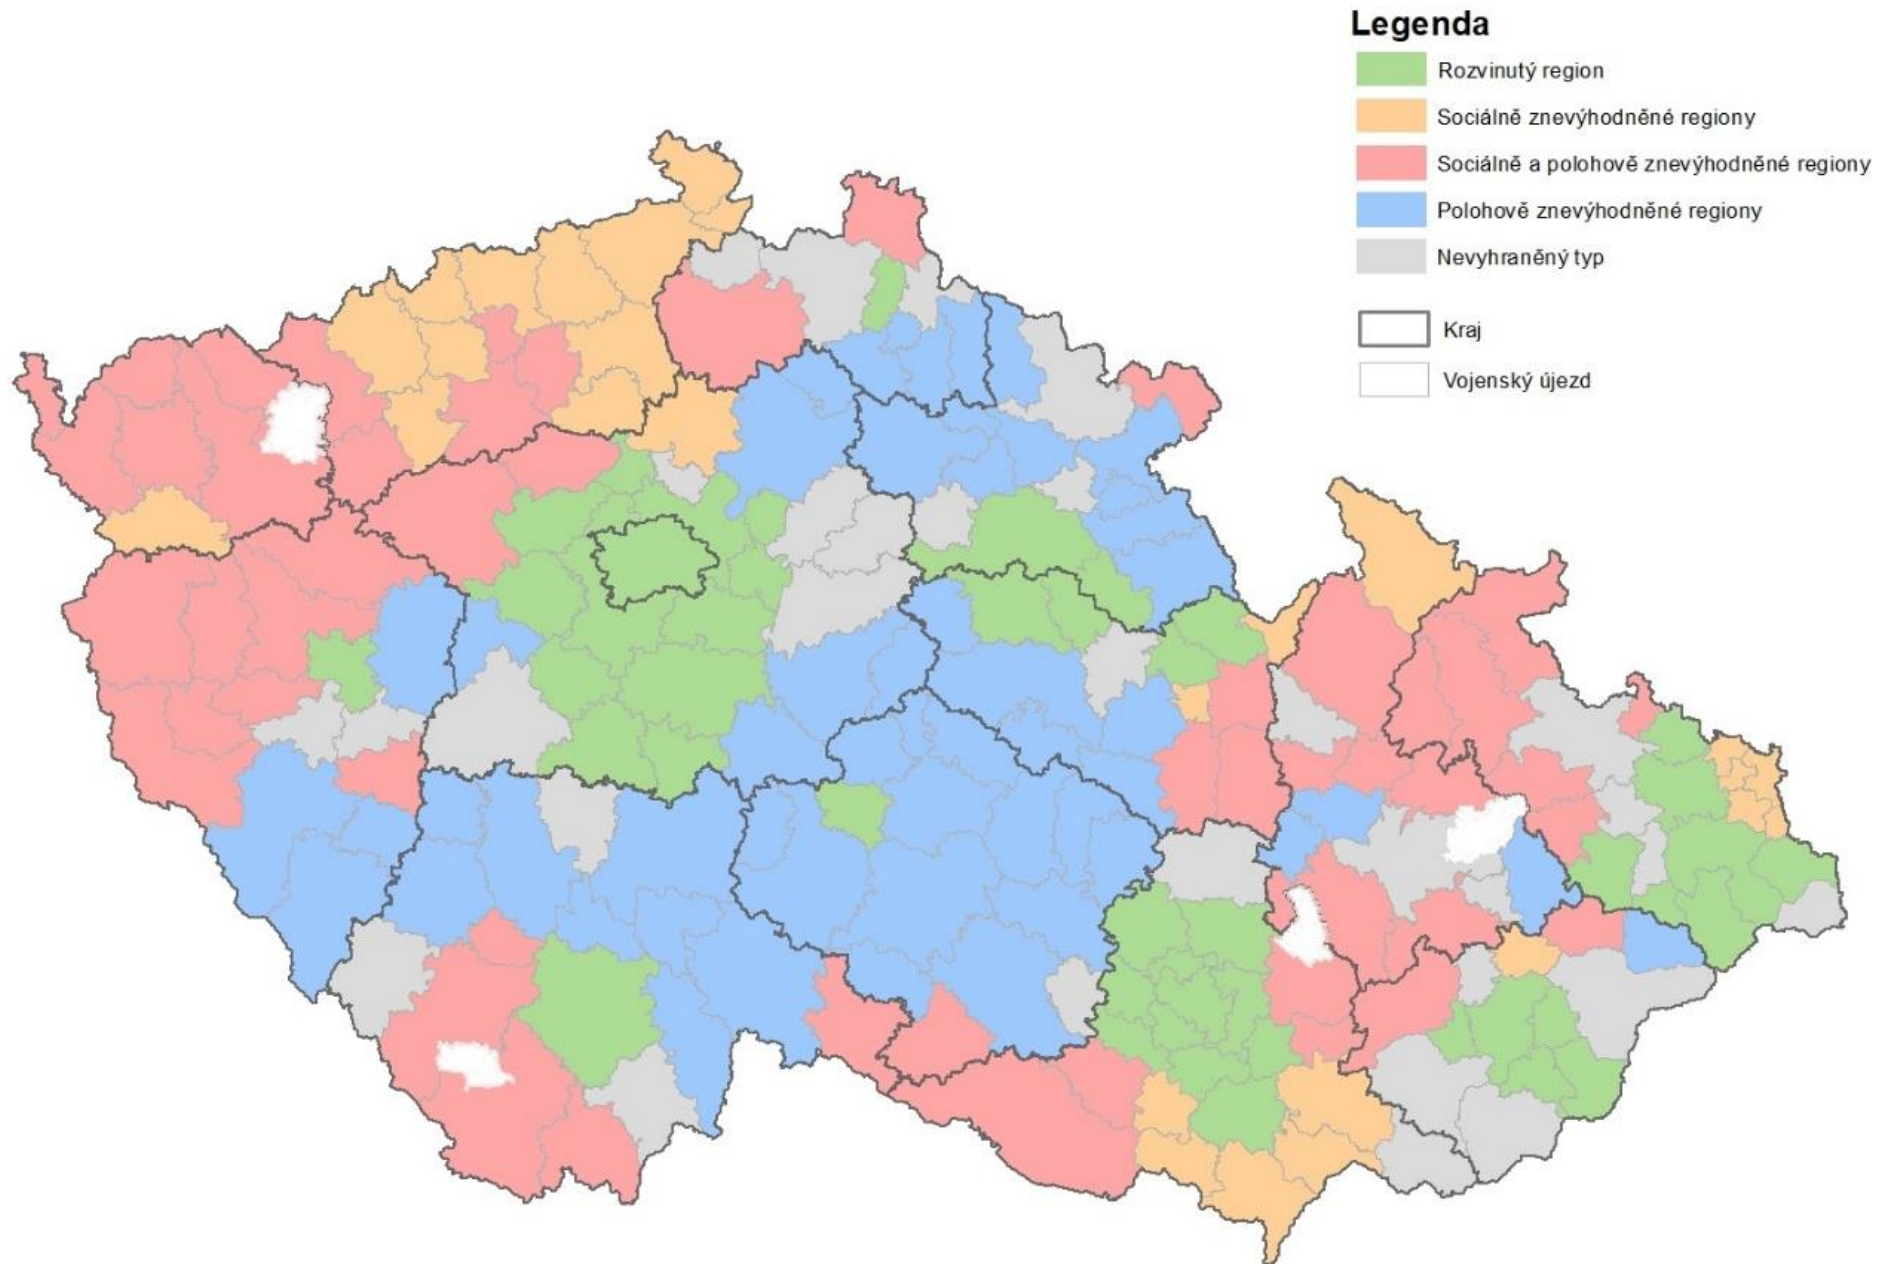 Legenda
Rozvinutý region
Sociálně znevýhodněné regiony
Sociálně a polohově znevýhodněné regiony
Polohově znevýhodněné regiony
Nevyhraněný typ
Kraj
Vojenský újezd